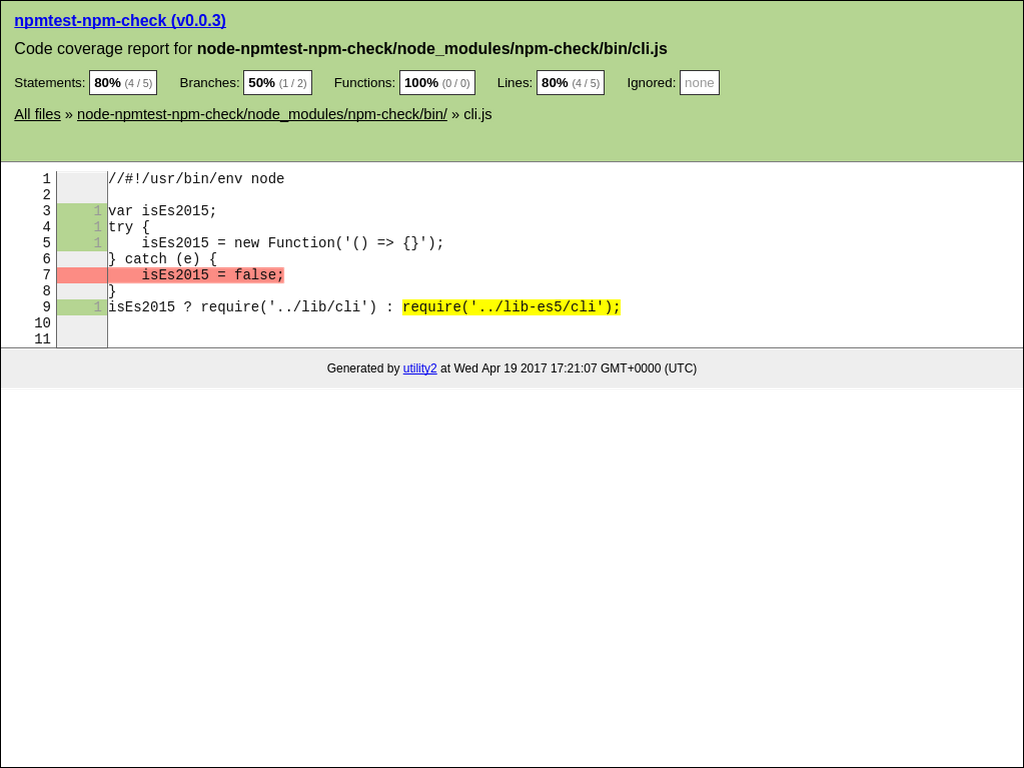 npmtest-npm-check (v0.0.3)
Code coverage report for node-npmtest-npm-check/node_modules/npm-check/bin/cli.js
Statements: 80% (4 / 5) Branches: 50% (1 / 2) Functions: 100% (0 / 0) Lines: 80% (4 / 5) Ignored: none
All files » node-npmtest-npm-check/node_modules/npm-check/bin/ » cli.js
1 //#!/usr/bin/env node
2
3 1 var isEs2015;
4 1 try {
5 1     isEs2015 = new Function('() => {}');
6 } catch (e) {
7     isEs2015 = false;
8 }
9 1 isEs2015 ? require('../lib/cli') : require('../lib-es5/cli');
10
11
Generated by utility2 at Wed Apr 19 2017 17:21:07 GMT+0000 (UTC)